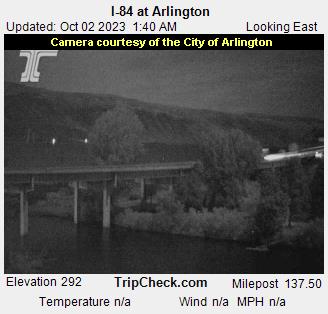 I-84 at Arlington
Updated: Oct 02 2023 1:40 AM Looking East
Camera courtesy of the City of Arlington
Elevation 292 TripCheck.com Milepost 137.50
Temperature n/a Wind n/a MPH n/a